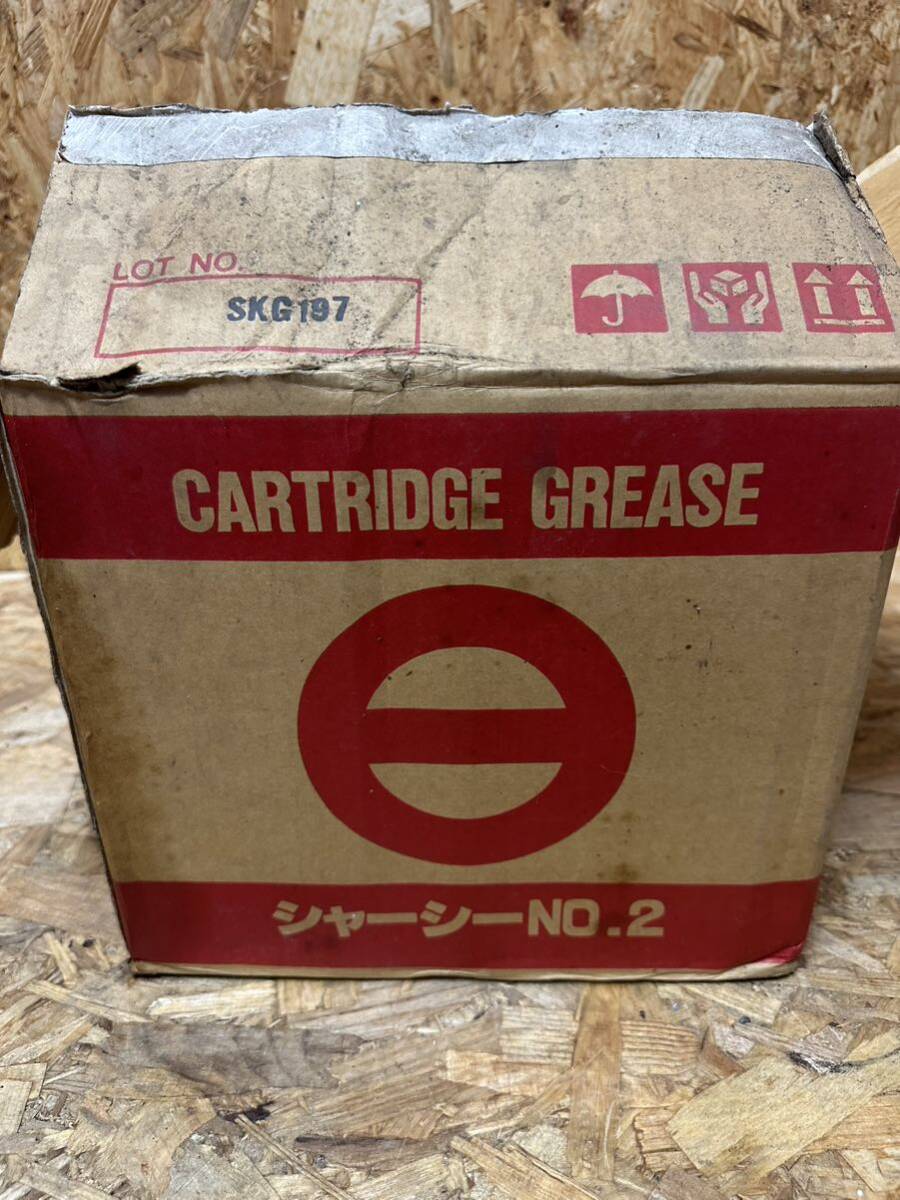 LOT NO.
SKG197
CARTRIDGE GREASE
シャーシーNO.2